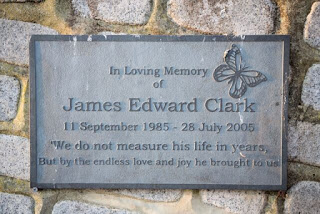 In Loving Memory
of
James Edward Clark
11 September 1985 - 28 July 2005
"We do not measure his life in years,
But by the endless love and joy he brought to us